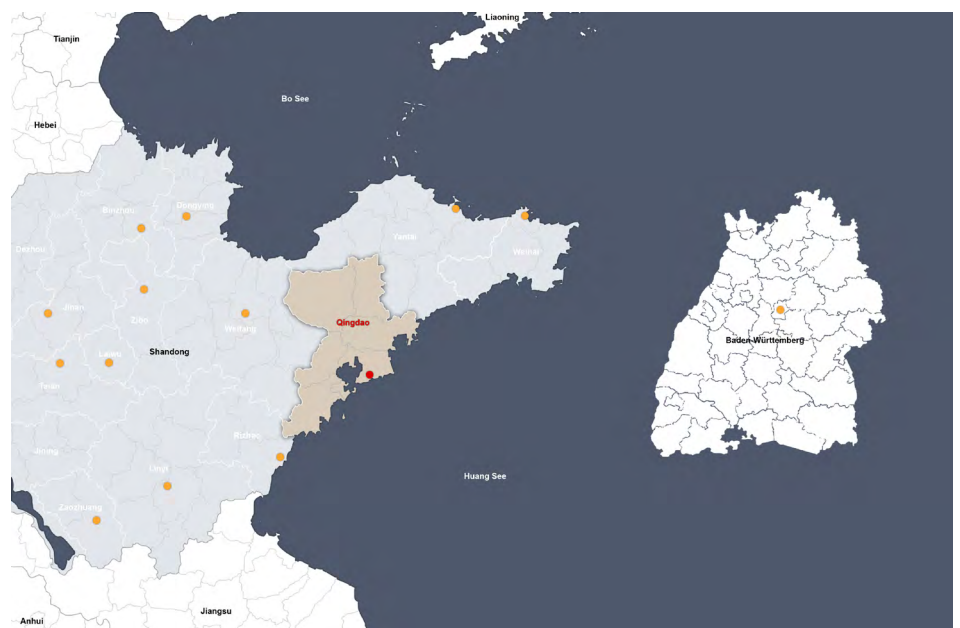 Liaoning
Tianjin
Bo See
Hebei
Binzhou
Dongying
Yantai
Weihai
Dezhou
Jinan
Zibo
Weifang
Qingdao
Baden-Württemberg
Shandong
Laiwu
Taian
Rizhao
Jining
Linyi
Huang See
Zaozhuang
Jiangsu
Anhui